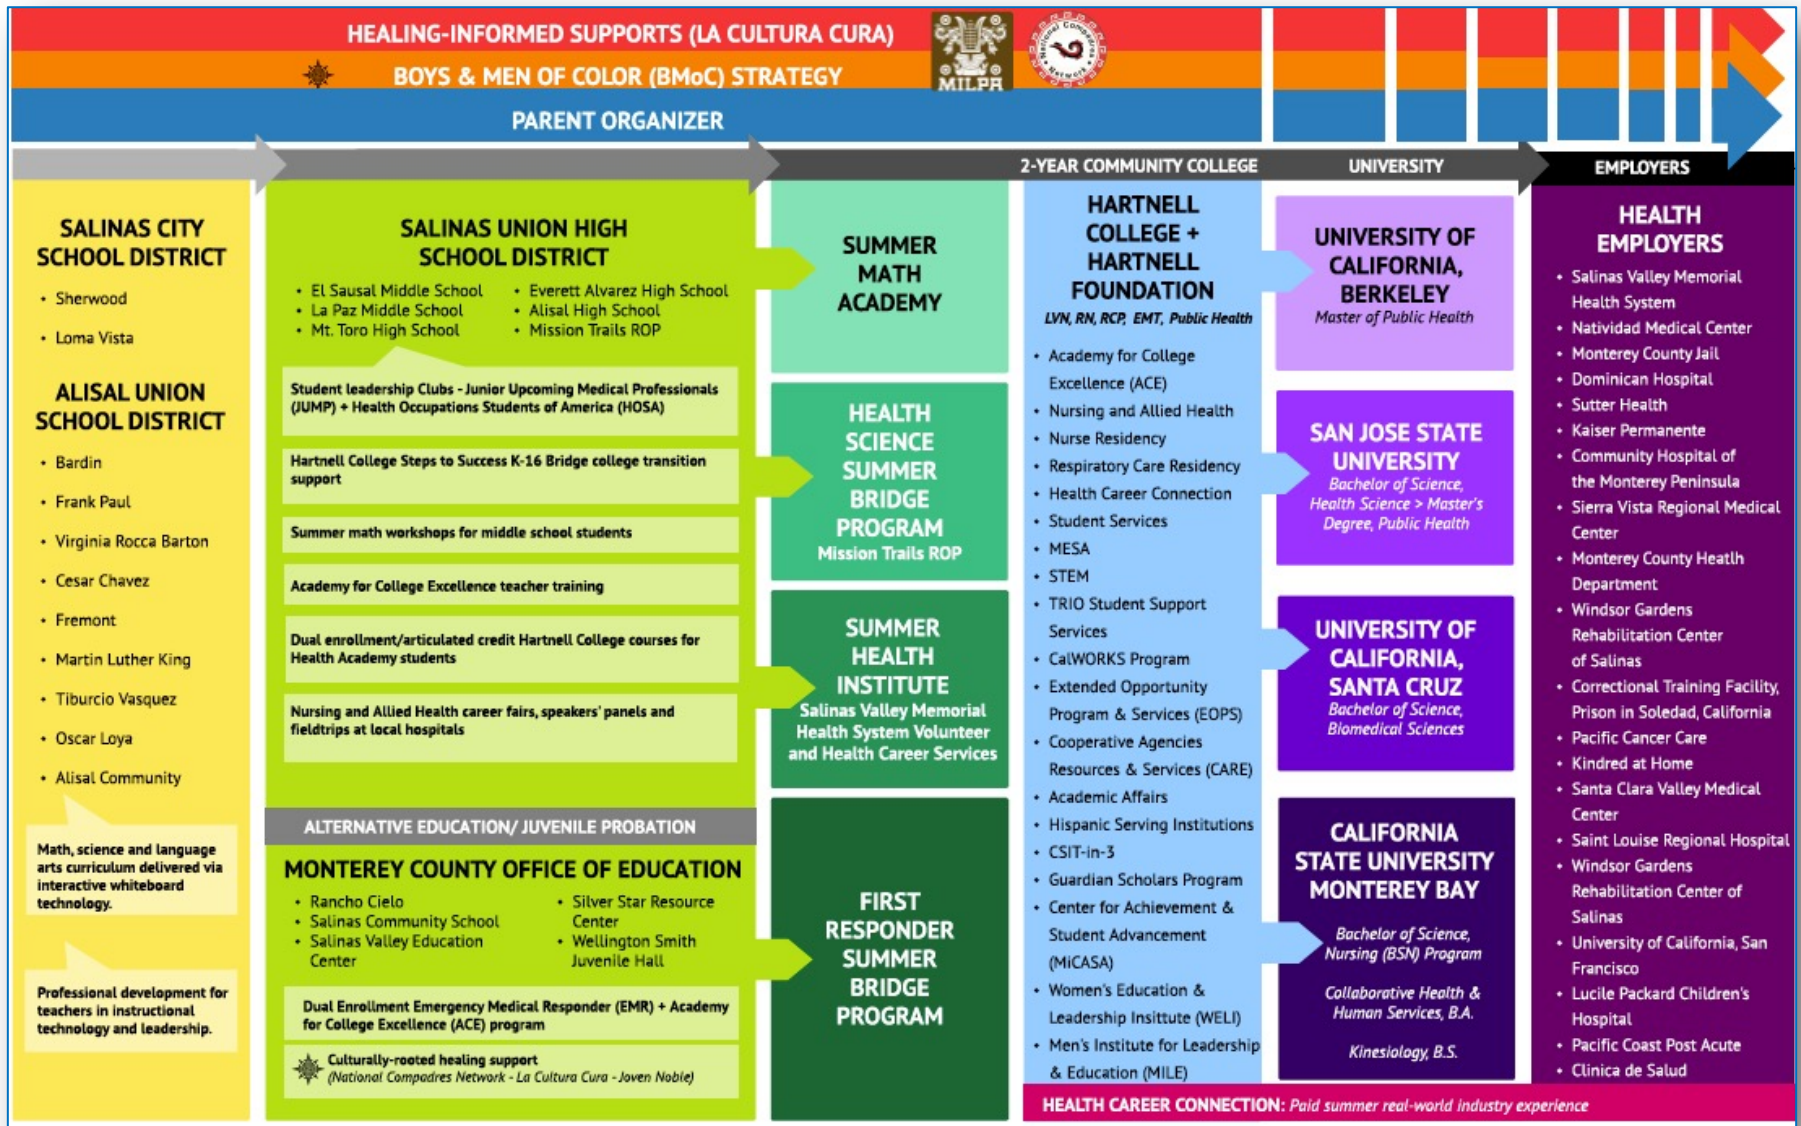 HEALING-INFORMED SUPPORTS (LA CULTURA CURA)
BOYS & MEN OF COLOR (BMoC) STRATEGY
MILPA
National Compadres Network
PARENT ORGANIZER
2-YEAR COMMUNITY COLLEGE
UNIVERSITY
EMPLOYERS
SALINAS CITY
SCHOOL DISTRICT
• Sherwood
• Loma Vista
ALISAL UNION
SCHOOL DISTRICT
• Bardin
• Frank Paul
• Virginia Rocca Barton
• Cesar Chavez
• Fremont
• Martin Luther King
• Tiburcio Vasquez
• Oscar Loya
• Alisal Community
Math, science and language
arts curriculum delivered via
interactive whiteboard
technology.
Professional development for
teachers in instructional
technology and leadership.
SALINAS UNION HIGH
SCHOOL DISTRICT
• El Sausal Middle School
• La Paz Middle School
• Mt. Toro High School
• Everett Alvarez High School
• Alisal High School
• Mission Trails ROP
Student leadership Clubs - Junior Upcoming Medical Professionals
(JUMP) + Health Occupations Students of America (HOSA)
Hartnell College Steps to Success K-16 Bridge college transition
support
Summer math workshops for middle school students
Academy for College Excellence teacher training
Dual enrollment/articulated credit Hartnell College courses for
Health Academy students
Nursing and Allied Health career fairs, speakers' panels and
fieldtrips at local hospitals
ALTERNATIVE EDUCATION/ JUVENILE PROBATION
MONTEREY COUNTY OFFICE OF EDUCATION
• Rancho Cielo
• Salinas Community School
• Salinas Valley Education
Center
• Silver Star Resource
Center
• Wellington Smith
Juvenile Hall
Dual Enrollment Emergency Medical Responder (EMR) + Academy
for College Excellence (ACE) program
Culturally-rooted healing support
(National Compadres Network - La Cultura Cura - Joven Noble)
SUMMER
MATH
ACADEMY
HEALTH
SCIENCE
SUMMER
BRIDGE
PROGRAM
Mission Trails ROP
SUMMER
HEALTH
INSTITUTE
Salinas Valley Memorial
Health System Volunteer
and Health Career Services
FIRST
RESPONDER
SUMMER
BRIDGE
PROGRAM
HARTNELL
COLLEGE +
HARTNELL
FOUNDATION
LVN, RN, RCP, EMT, Public Health
• Academy for College
Excellence (ACE)
• Nursing and Allied Health
• Nurse Residency
• Respiratory Care Residency
• Health Career Connection
• Student Services
• MESA
• STEM
• TRIO Student Support
Services
• CalWORKS Program
• Extended Opportunity
Program & Services (EOPS)
• Cooperative Agencies
Resources & Services (CARE)
• Academic Affairs
• Hispanic Serving Institutions
• CSIT-in-3
• Guardian Scholars Program
• Center for Achievement &
Student Advancement
(MiCASA)
• Women's Education &
Leadership Insittute (WELI)
• Men's Institute for Leadership
& Education (MILE)
UNIVERSITY OF
CALIFORNIA,
BERKELEY
Master of Public Health
SAN JOSE STATE
UNIVERSITY
Bachelor of Science,
Health Science > Master's
Degree, Public Health
UNIVERSITY OF
CALIFORNIA,
SANTA CRUZ
Bachelor of Science,
Biomedical Sciences
CALIFORNIA
STATE UNIVERSITY
MONTEREY BAY
Bachelor of Science,
Nursing (BSN) Program
Collaborative Health &
Human Services, B.A.
Kinesiology, B.S.
HEALTH
EMPLOYERS
• Salinas Valley Memorial
Health System
• Natividad Medical Center
• Monterey County Jail
• Dominican Hospital
• Sutter Health
• Kaiser Permanente
• Community Hospital of
the Monterey Peninsula
• Sierra Vista Regional Medical
Center
• Monterey County Health
Department
• Windsor Gardens
Rehabilitation Center
of Salinas
• Correctional Training Facility,
Prison in Soledad, California
• Pacific Cancer Care
• Kindred at Home
• Santa Clara Valley Medical
Center
• Saint Louise Regional Hospital
• Windsor Gardens
Rehabilitation Center of
Salinas
• University of California, San
Francisco
• Lucile Packard Children's
Hospital
• Pacific Coast Post Acute
• Clinica de Salud
HEALTH CAREER CONNECTION: Paid summer real-world industry experience